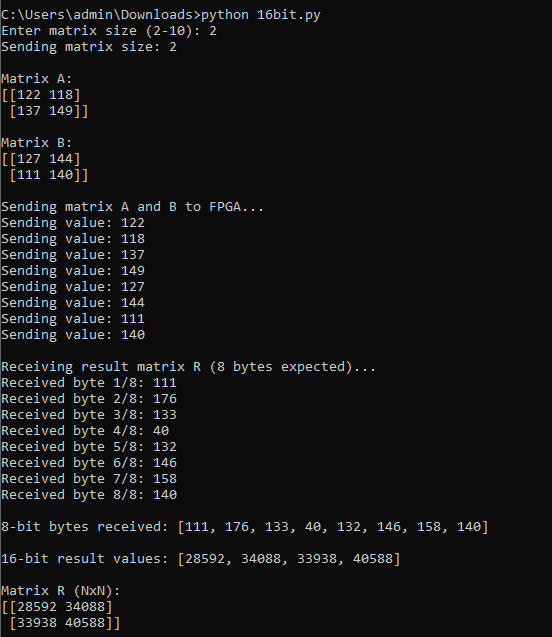 C:\Users\admin\Downloads>python 16bit.py
Enter matrix size (2-10): 2
Sending matrix size: 2
Matrix A:
[[122 118]
 [137 149]]
Matrix B:
[[127 144]
 [111 140]]
Sending matrix A and B to FPGA...
Sending value: 122
Sending value: 118
Sending value: 137
Sending value: 149
Sending value: 127
Sending value: 144
Sending value: 111
Sending value: 140
Receiving result matrix R (8 bytes expected)...
Received byte 1/8: 111
Received byte 2/8: 176
Received byte 3/8: 133
Received byte 4/8: 40
Received byte 5/8: 132
Received byte 6/8: 146
Received byte 7/8: 158
Received byte 8/8: 140
8-bit bytes received: [111, 176, 133, 40, 132, 146, 158, 140]
16-bit result values: [28592, 34088, 33938, 40588]
Matrix R (NxN):
[[28592 34088]
 [33938 40588]]